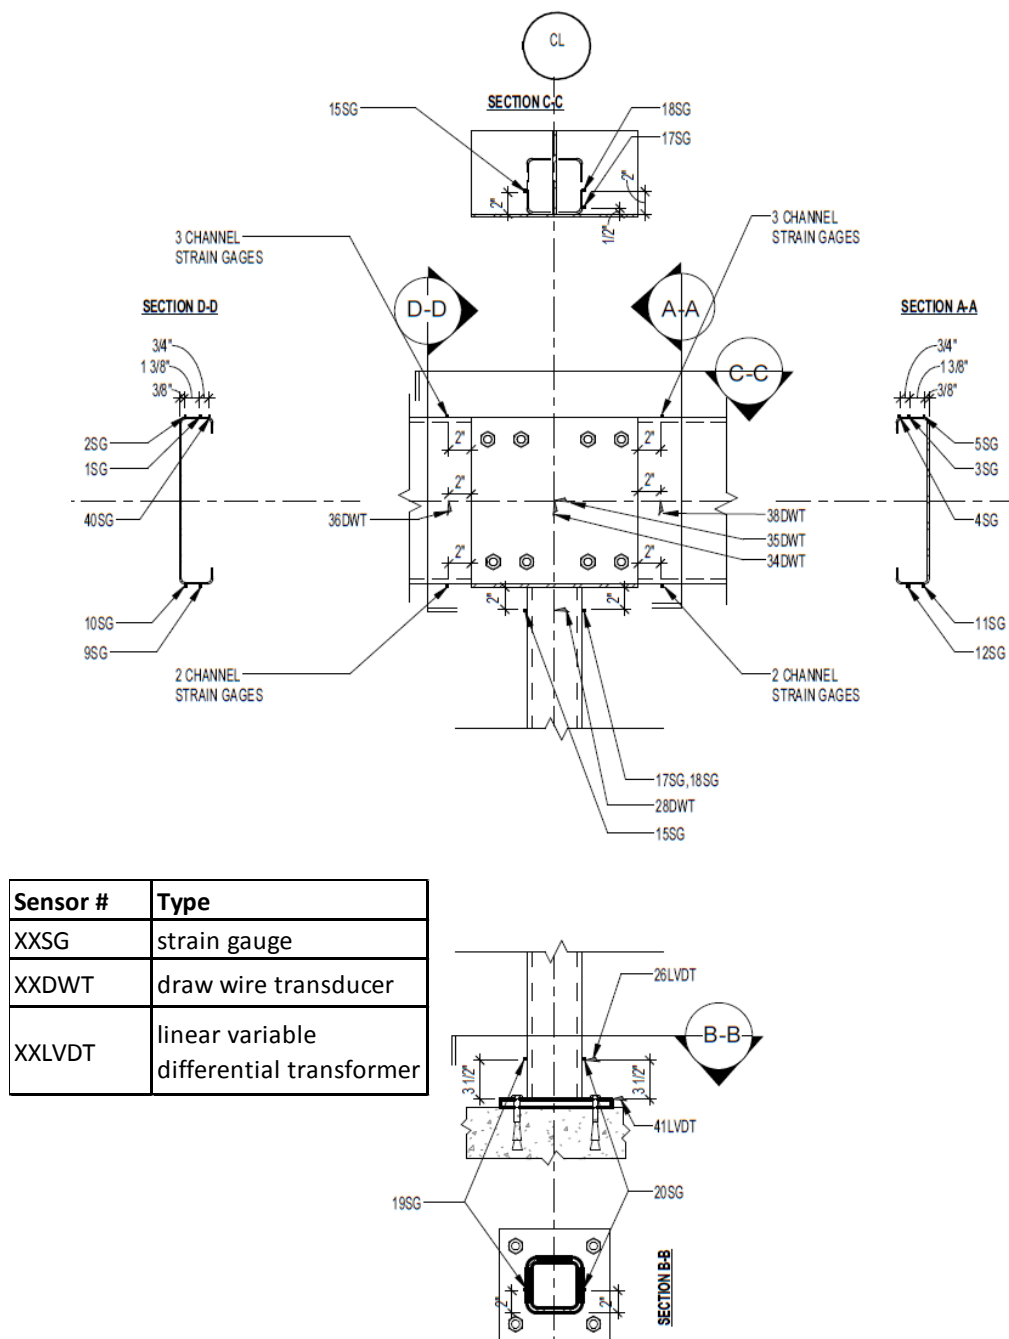 CL
SECTION C-C
15SG
18SG
17SG
2"
2"
1/2"
3 CHANNEL
STRAIN GAGES
3 CHANNEL
STRAIN GAGES
SECTION D-D
D-D
A-A
SECTION A-A
3/4"
1 3/8"
3/8"
3/4"
1 3/8"
3/8"
C-C
2SG
1SG
40SG
2"
2"
5SG
3SG
4SG
2"
2"
36DWT
38DWT
35DWT
34DWT
2"
2"
2"
2"
10SG
9SG
11SG
12SG
2 CHANNEL
STRAIN GAGES
2 CHANNEL
STRAIN GAGES
17SG,18SG
28DWT
15SG
Sensor # Type
XXSG strain gauge
XXDWT draw wire transducer
XXLVDT linear variable
differential transformer
26LVDT
B-B
3 1/2"
3 1/2"
41LVDT
19SG
20SG
SECTION B-B
2"
2"